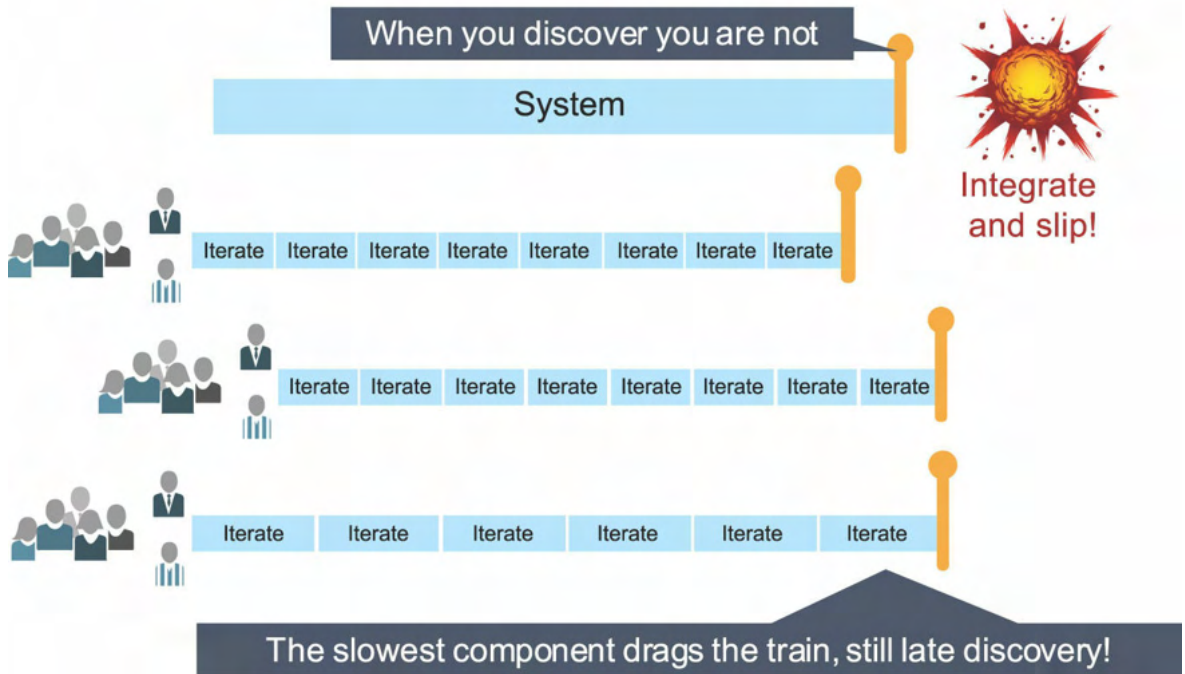 When you discover you are not
System
Integrate
and slip!
Iterate Iterate Iterate Iterate Iterate Iterate Iterate Iterate
Iterate Iterate Iterate Iterate Iterate Iterate Iterate Iterate
Iterate Iterate Iterate Iterate Iterate Iterate
The slowest component drags the train, still late discovery!